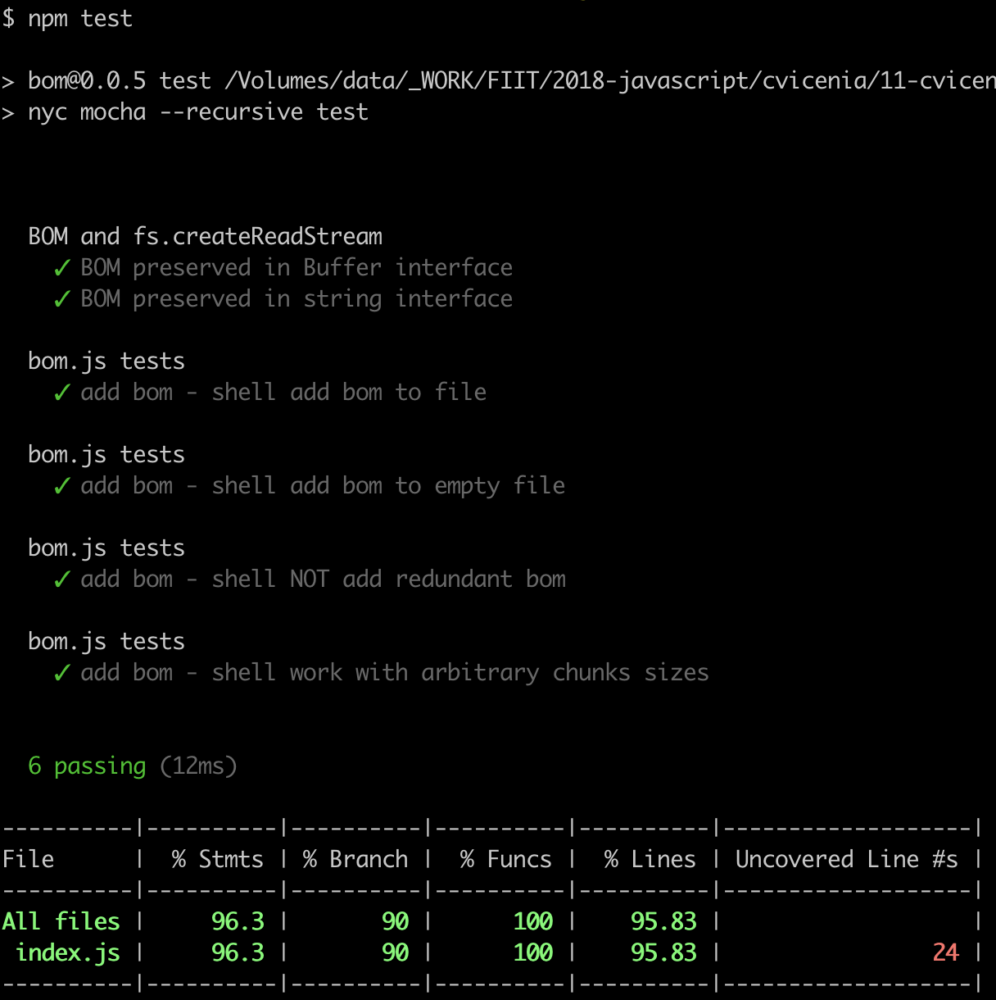 $ npm test
> bom@0.0.5 test /Volumes/data/_WORK/FIIT/2018-javascript/cvicenia/11-cvicen
> nyc mocha --recursive test
BOM and fs.createReadStream
✓ BOM preserved in Buffer interface
✓ BOM preserved in string interface
bom.js tests
✓ add bom - shell add bom to file
bom.js tests
✓ add bom - shell add bom to empty file
bom.js tests
✓ add bom - shell NOT add redundant bom
bom.js tests
✓ add bom - shell work with arbitrary chunks sizes
6 passing (12ms)
----------|----------|----------|----------|----------|-------------------|
File      |  % Stmts | % Branch |  % Funcs |  % Lines | Uncovered Line #s |
----------|----------|----------|----------|----------|-------------------|
All files |     96.3 |       90 |      100 |    95.83 |                   |
 index.js |     96.3 |       90 |      100 |    95.83 |                24 |
----------|----------|----------|----------|----------|-------------------|